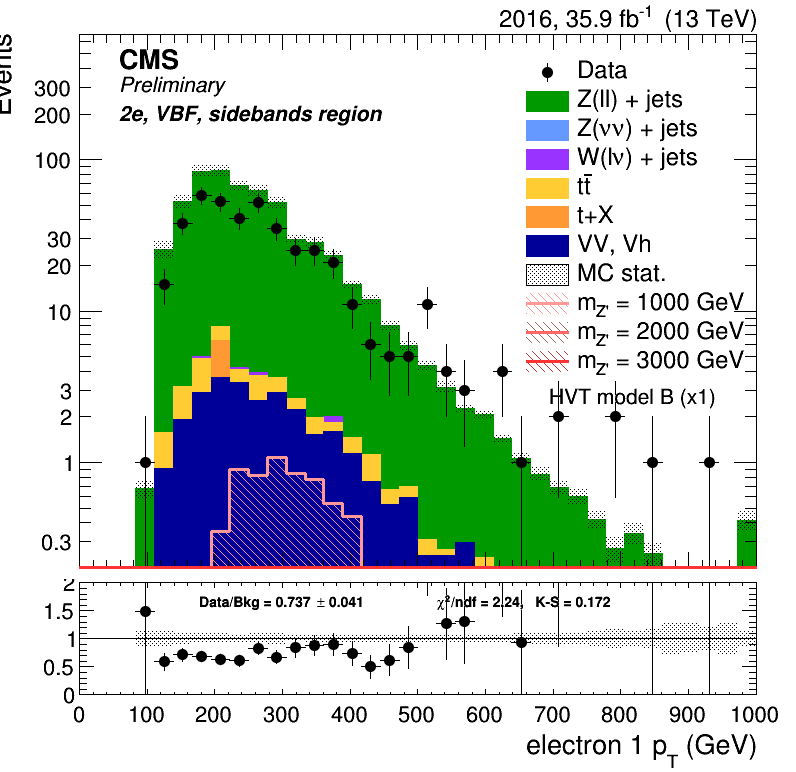 2016, 35.9 fb-1 (13 TeV)
Events
CMS
Preliminary
2e, VBF, sidebands region
Data
Z(ll) + jets
Z(νν) + jets
W(lν) + jets
tt̄
t+X
VV, Vh
MC stat.
mZ' = 1000 GeV
mZ' = 2000 GeV
mZ' = 3000 GeV
HVT model B (x1)
300
200
100
30
20
10
3
2
1
0.3
Data/Bkg = 0.737 ± 0.041 χ²/ndf = 2.24, K-S = 0.172
2
1.5
1
0.5
0
0 100 200 300 400 500 600 700 800 900 1000
electron 1 pT (GeV)